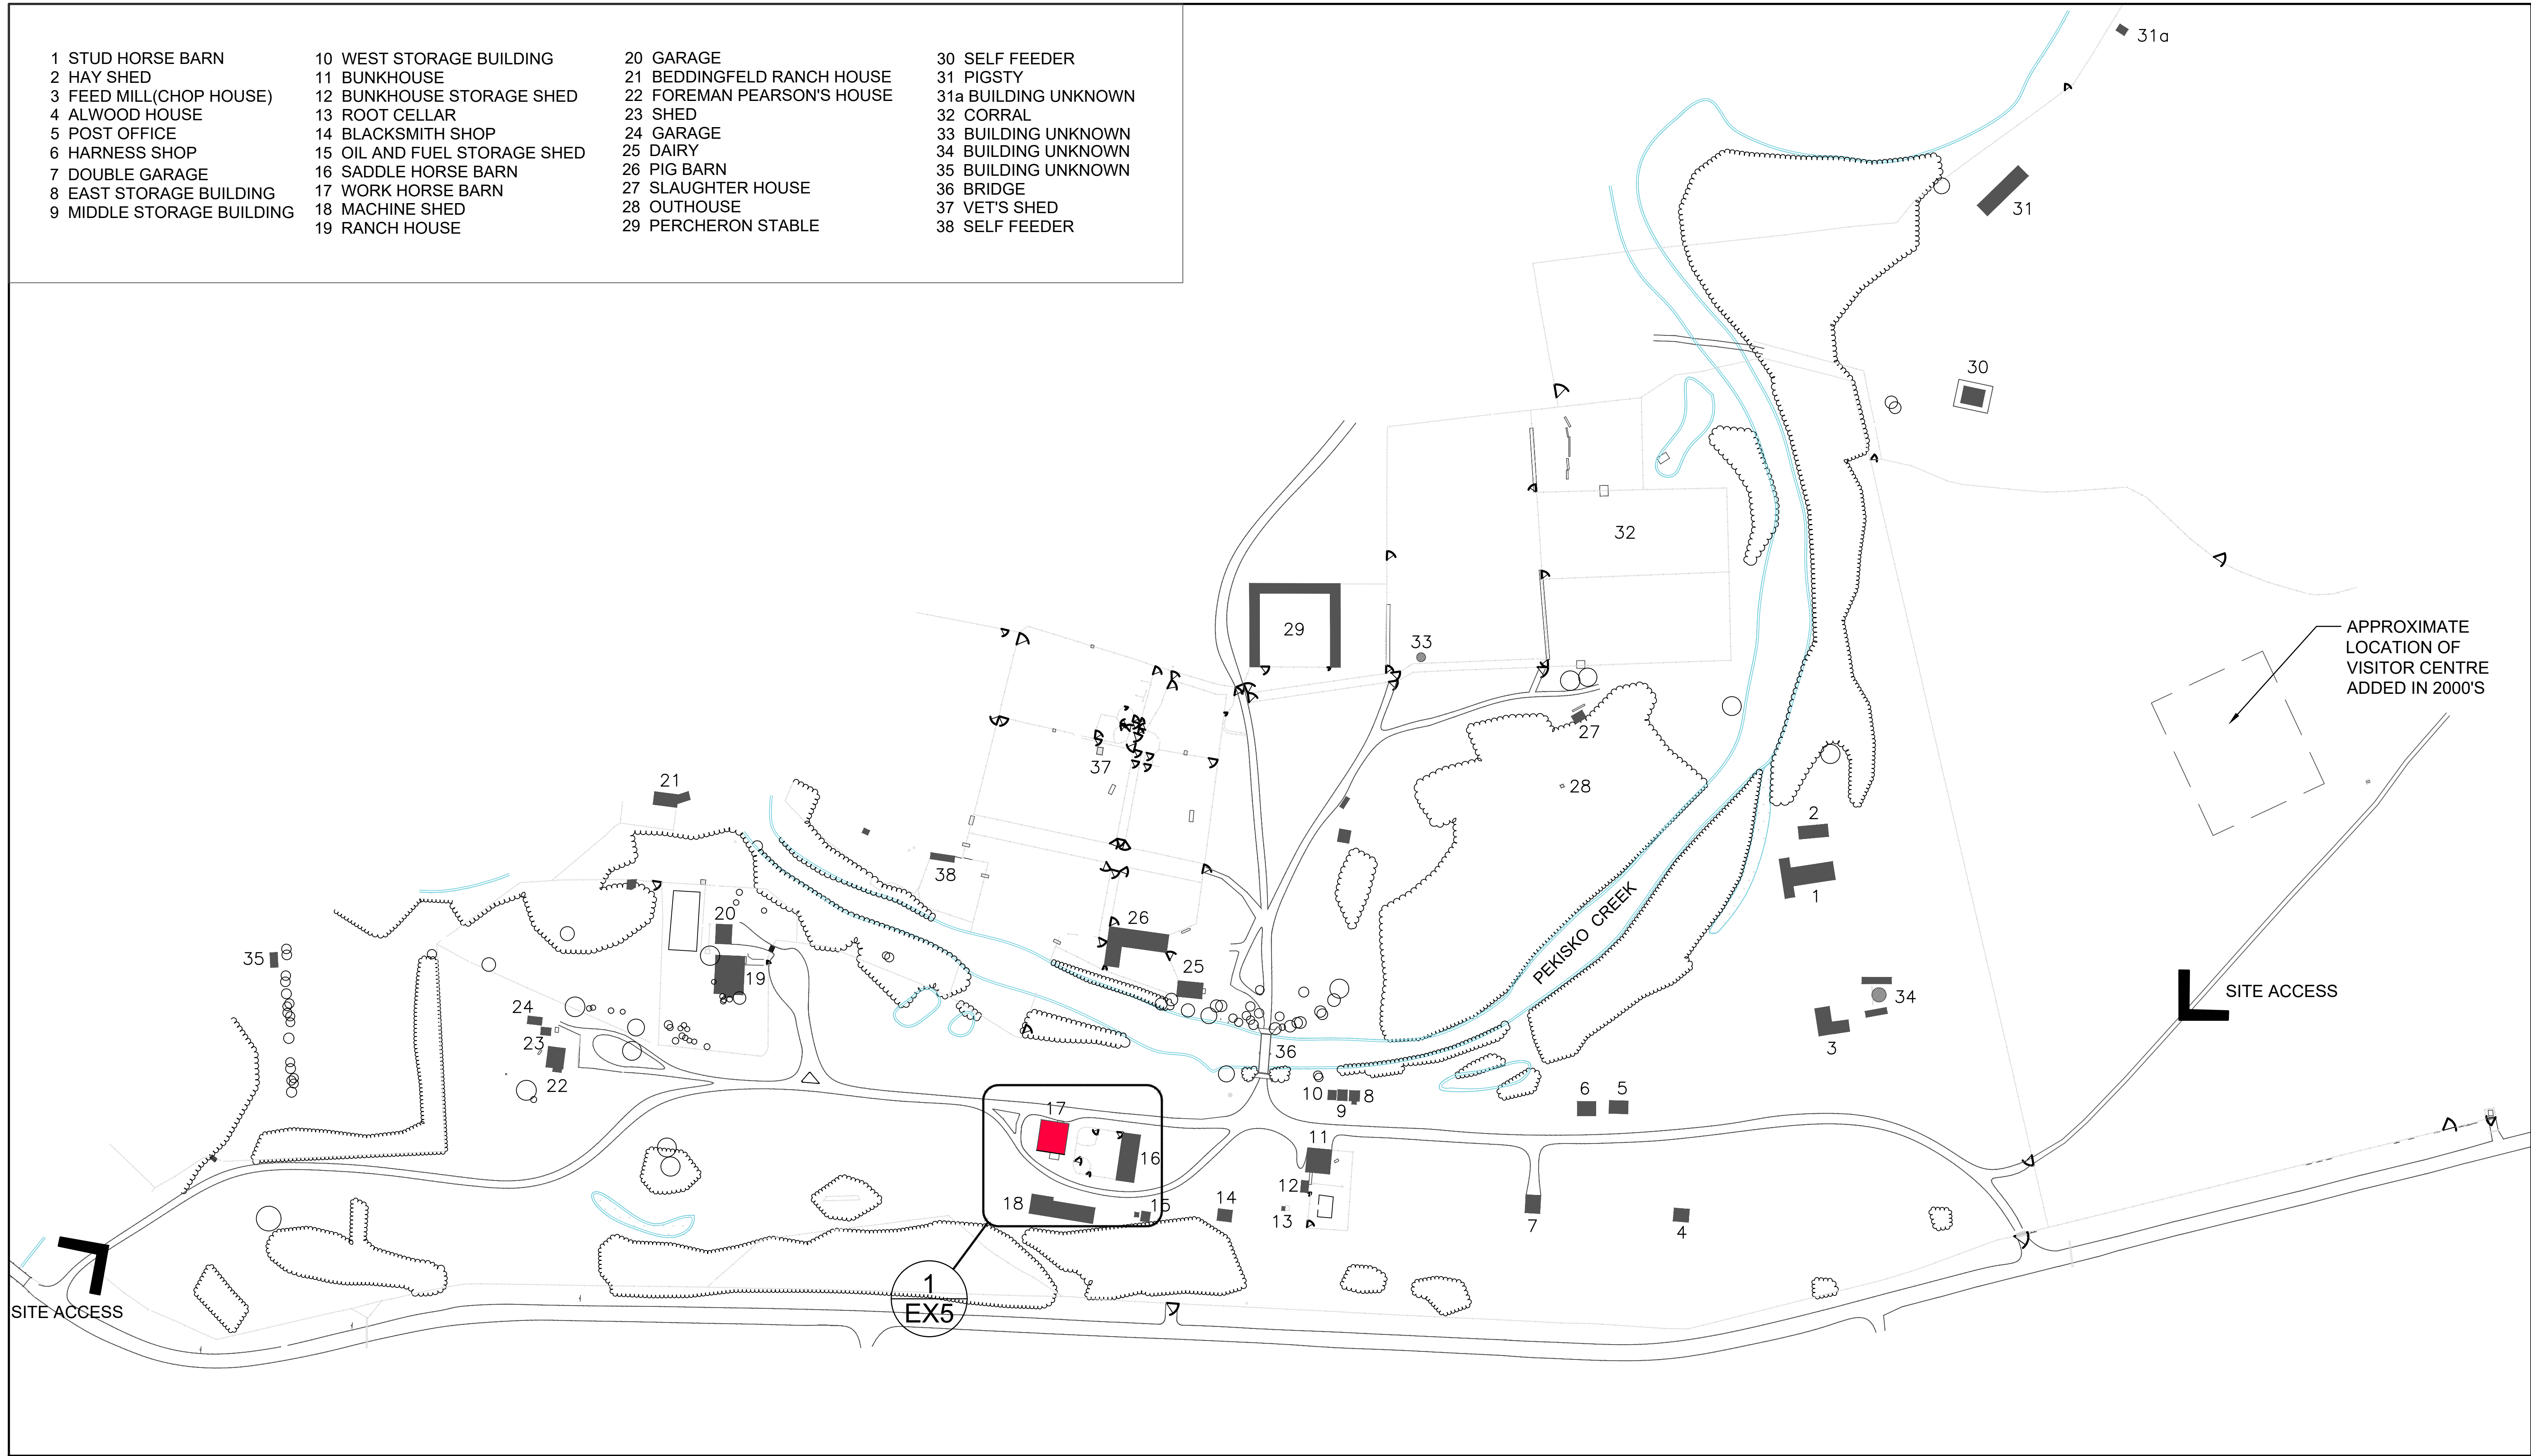 1 STUD HORSE BARN
2 HAY SHED
3 FEED MILL(CHOP HOUSE)
4 ALWOOD HOUSE
5 POST OFFICE
6 HARNESS SHOP
7 DOUBLE GARAGE
8 EAST STORAGE BUILDING
9 MIDDLE STORAGE BUILDING
10 WEST STORAGE BUILDING
11 BUNKHOUSE
12 BUNKHOUSE STORAGE SHED
13 ROOT CELLAR
14 BLACKSMITH SHOP
15 OIL AND FUEL STORAGE SHED
16 SADDLE HORSE BARN
17 WORK HORSE BARN
18 MACHINE SHED
19 RANCH HOUSE
20 GARAGE
21 BEDDINGFELD RANCH HOUSE
22 FOREMAN PEARSON'S HOUSE
23 SHED
24 GARAGE
25 DAIRY
26 PIG BARN
27 SLAUGHTER HOUSE
28 OUTHOUSE
29 PERCHERON STABLE
30 SELF FEEDER
31 PIGSTY
31a BUILDING UNKNOWN
32 CORRAL
33 BUILDING UNKNOWN
34 BUILDING UNKNOWN
35 BUILDING UNKNOWN
36 BRIDGE
37 VET'S SHED
38 SELF FEEDER
31a
31
30
32
29
33
APPROXIMATE
LOCATION OF
VISITOR CENTRE
ADDED IN 2000'S
27
37
21
28
2
38
1
20
26
PEKISKO CREEK
35
19
25
SITE ACCESS
34
24
23
22
36
3
10
9
8
6
5
17
11
16
12
18
15
14
13
7
4
1
EX5
SITE ACCESS